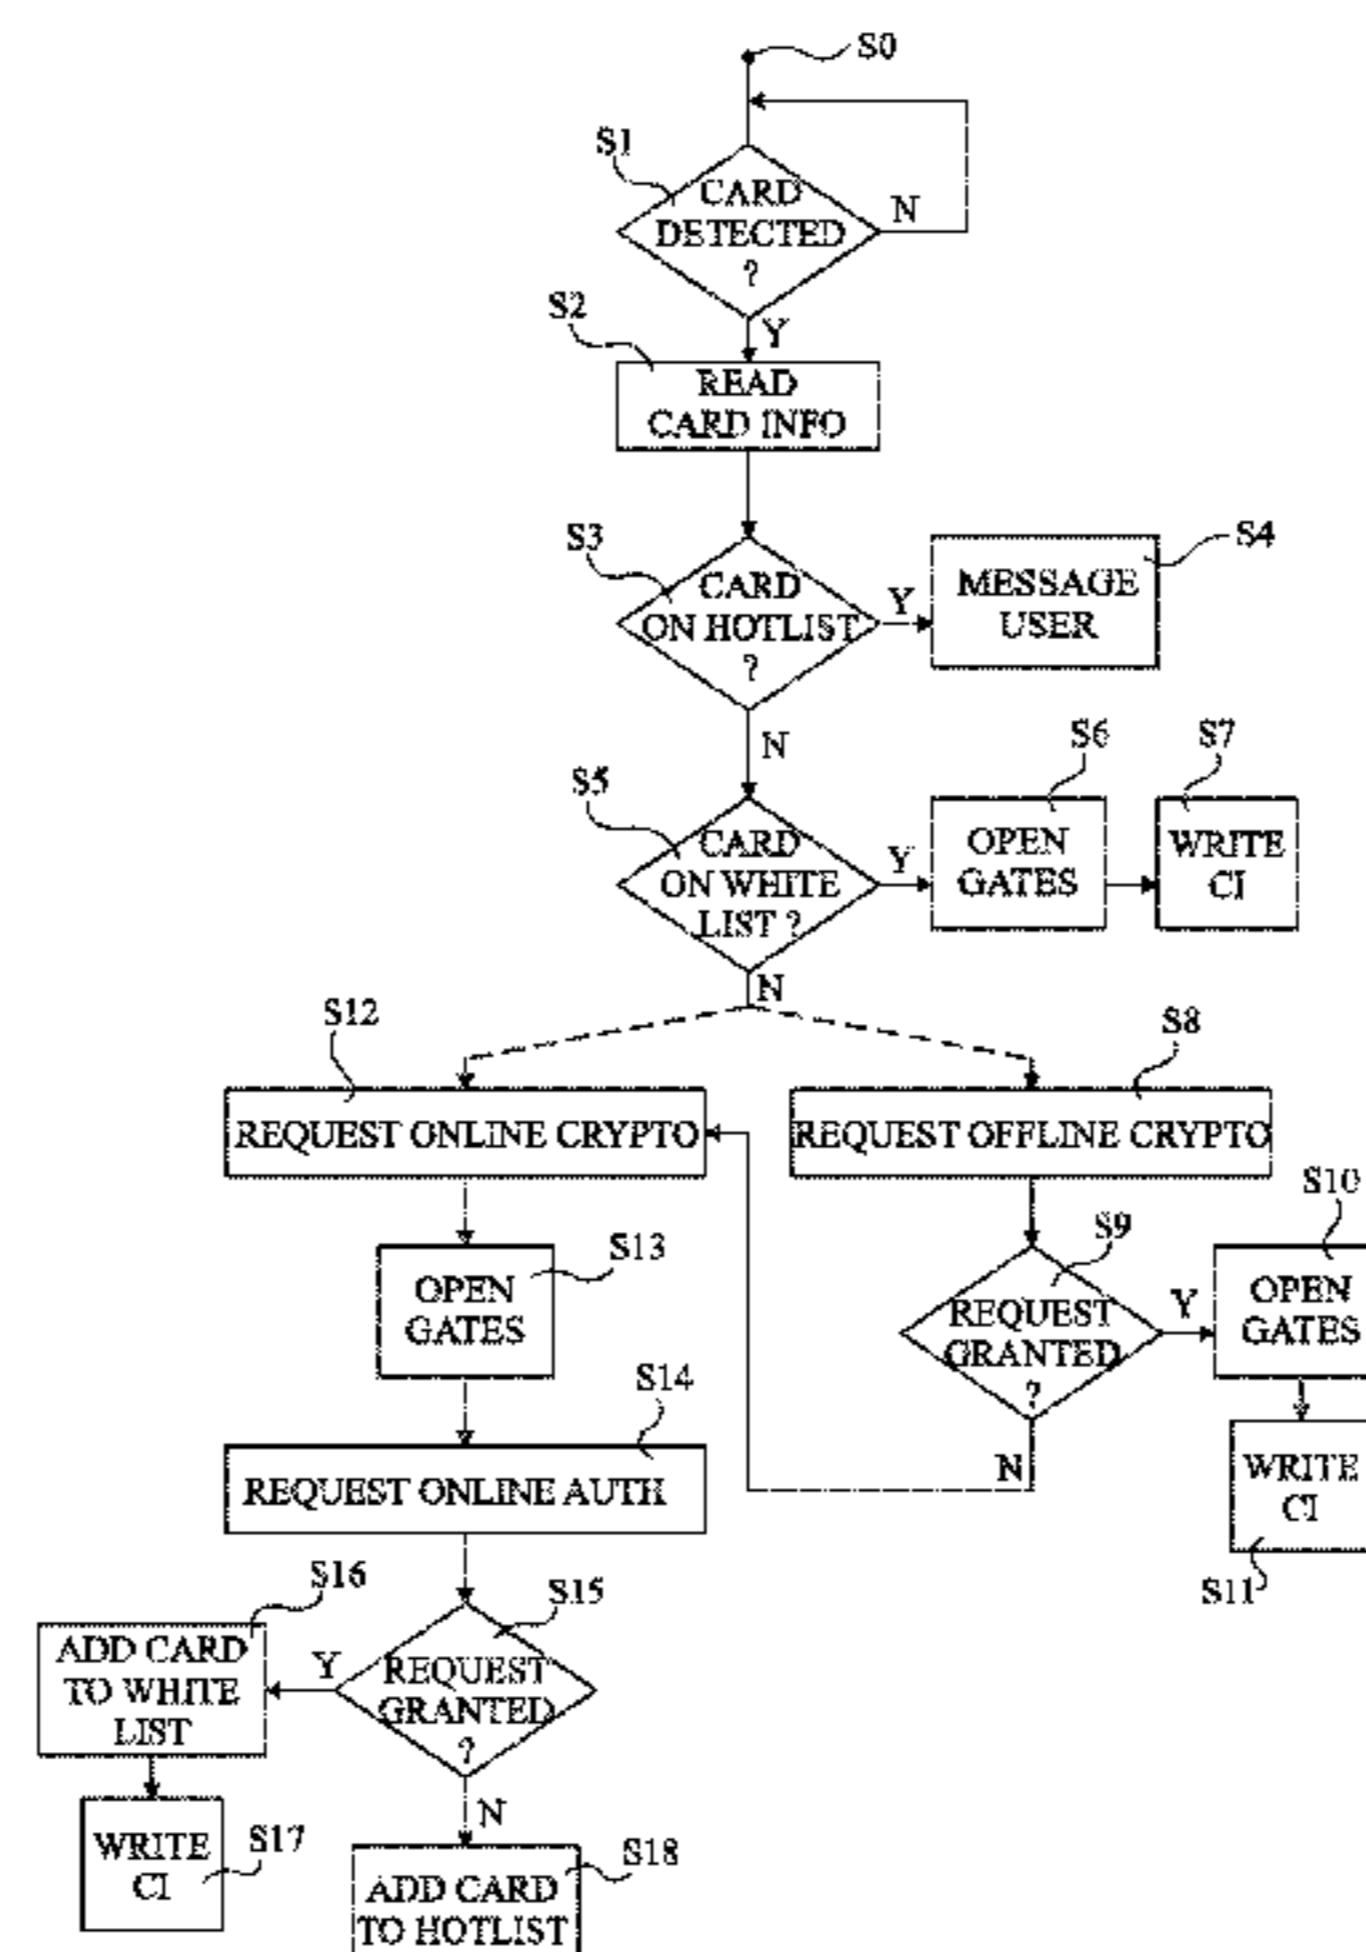 S0
S1
CARD
DETECTED
?
N
Y
S2
READ
CARD INFO
S3
CARD
ON HOTLIST
?
Y
S4
MESSAGE
USER
N
S5
CARD
ON WHITE
LIST ?
Y
S6
OPEN
GATES
S7
WRITE
CI
N
S12
REQUEST ONLINE CRYPTO
S8
REQUEST OFFLINE CRYPTO
S13
OPEN
GATES
S9
REQUEST
GRANTED
?
Y
S10
OPEN
GATES
N
WRITE
CI
S11
S14
REQUEST ONLINE AUTH
S15
REQUEST
GRANTED
?
Y
S16
ADD CARD
TO WHITE
LIST
WRITE
CI
S17
N
S18
ADD CARD
TO HOTLIST